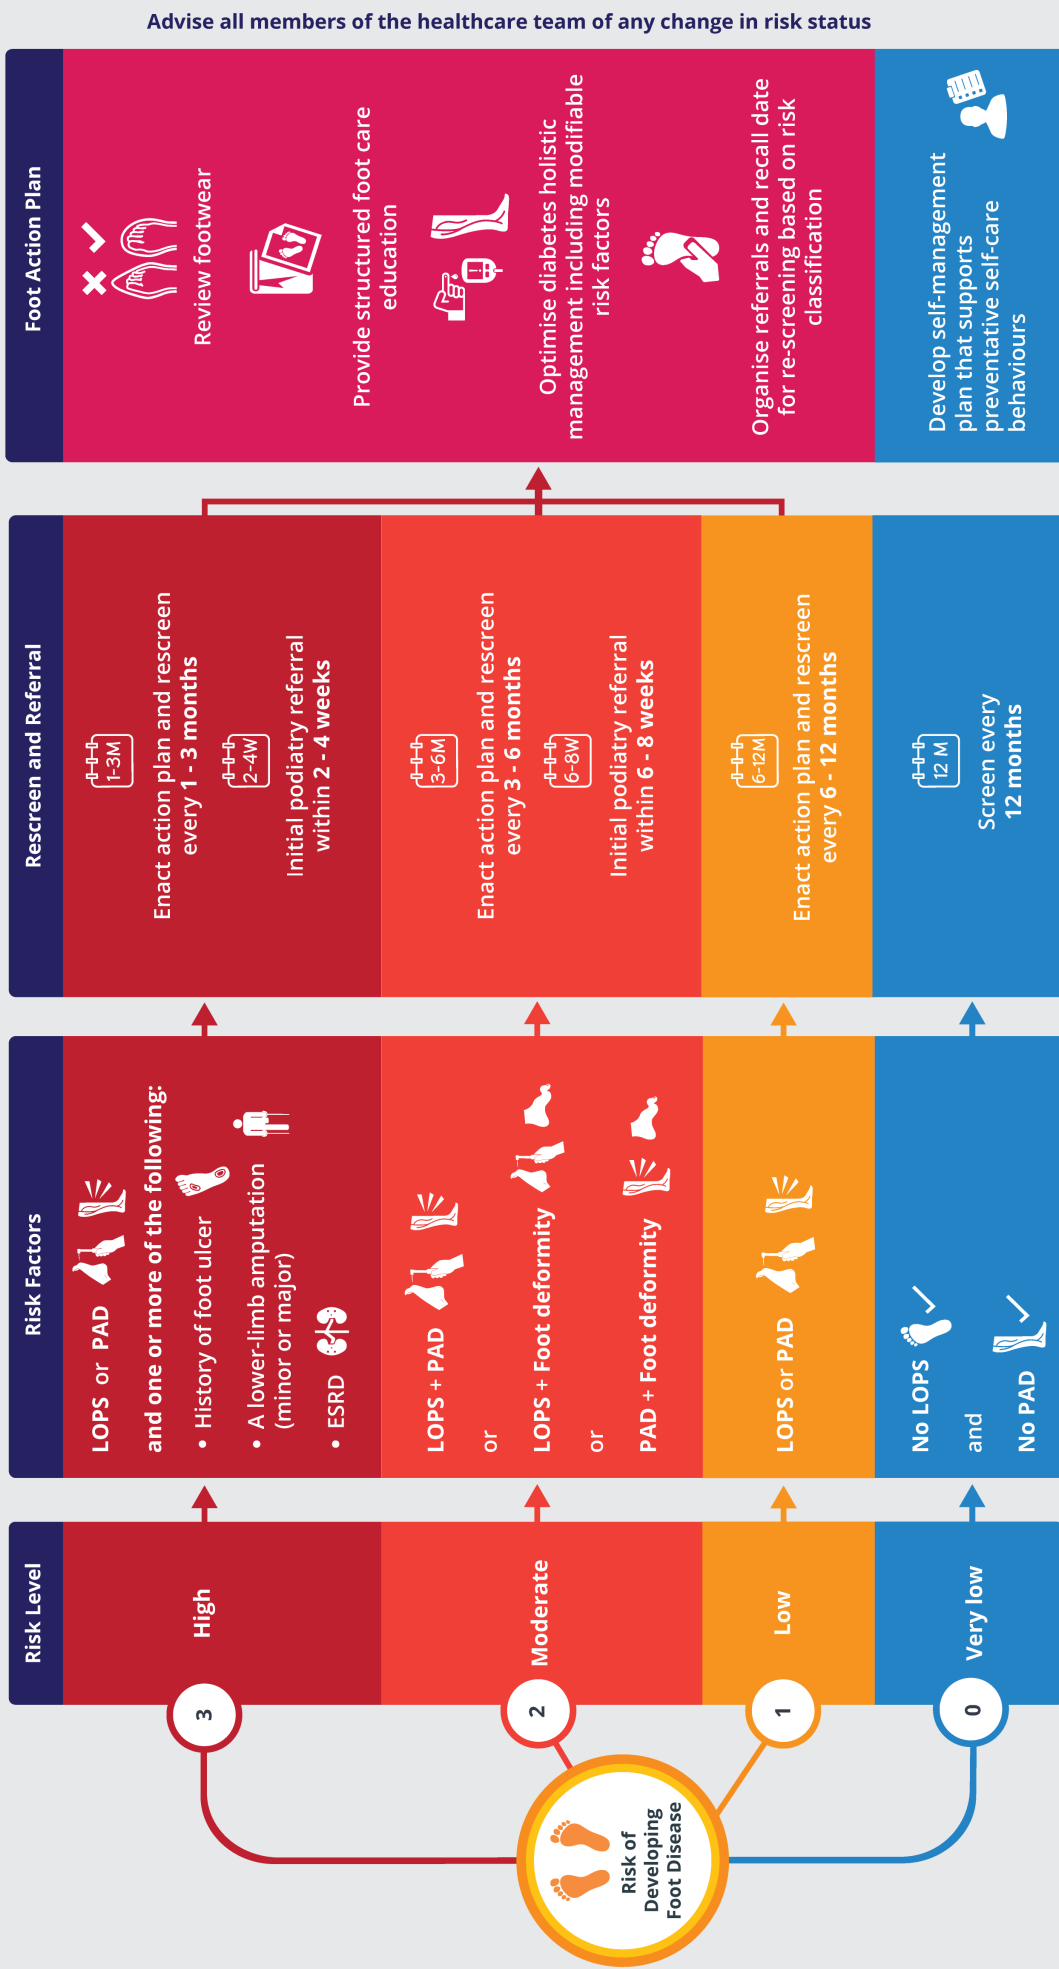 Advise all members of the healthcare team of any change in risk status
Risk of
Developing
Foot Disease
Risk Level
Risk Factors
Rescreen and Referral
Foot Action Plan
3
High
LOPS or PAD
and one or more of the following:
• History of foot ulcer
• A lower-limb amputation
(minor or major)
• ESRD
1-3M
Enact action plan and rescreen
every 1 - 3 months
2-4W
Initial podiatry referral
within 2 - 4 weeks
2
Moderate
LOPS + PAD
or
LOPS + Foot deformity
or
PAD + Foot deformity
3-6M
Enact action plan and rescreen
every 3 - 6 months
6-8W
Initial podiatry referral
within 6 - 8 weeks
1
Low
LOPS or PAD
6-12M
Enact action plan and rescreen
every 6 - 12 months
Review footwear
Provide structured foot care
education
Optimise diabetes holistic
management including modifiable
risk factors
Organise referrals and recall date
for re-screening based on risk
classification
0
Very low
No LOPS
and
No PAD
12 M
Screen every
12 months
Develop self-management
plan that supports
preventative self-care
behaviours